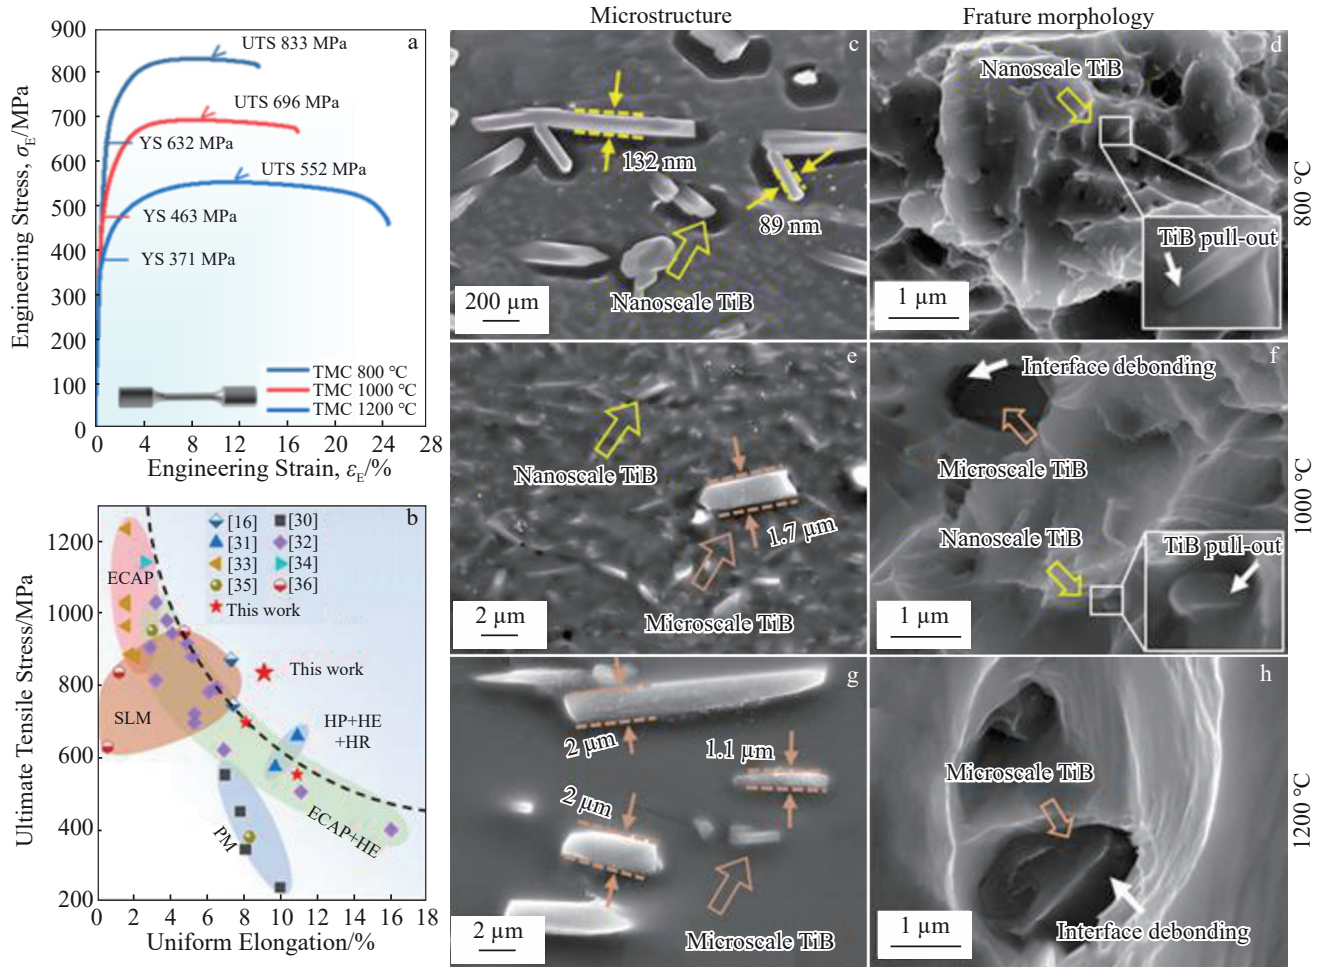 Microstructure
Frature morphology
a
900
800
700
600
500
400
300
200
100
0
Engineering Stress, σE/MPa
UTS 833 MPa
UTS 696 MPa
YS 632 MPa
UTS 552 MPa
YS 463 MPa
YS 371 MPa
TMC 800 ℃
TMC 1000 ℃
TMC 1200 ℃
0 4 8 12 16 20 24 28
Engineering Strain, εE/%
b
1200
1000
800
600
400
200
Ultimate Tensile Stress/MPa
[16] [30]
[31] [32]
[33] [34]
[35] [36]
This work
ECAP
This work
SLM
HP+HE
+HR
PM
ECAP+HE
0 2 4 6 8 10 12 14 16 18
Uniform Elongation/%
c
132 nm
89 nm
Nanoscale TiB
200 μm
d
Nanoscale TiB
TiB pull-out
1 μm
800 ℃
e
Nanoscale TiB
1.7 μm
Microscale TiB
2 μm
f
Interface debonding
Microscale TiB
Nanoscale TiB
TiB pull-out
1 μm
1000 ℃
g
2 μm
1.1 μm
2 μm
Microscale TiB
2 μm
h
Microscale TiB
Interface debonding
1 μm
1200 ℃